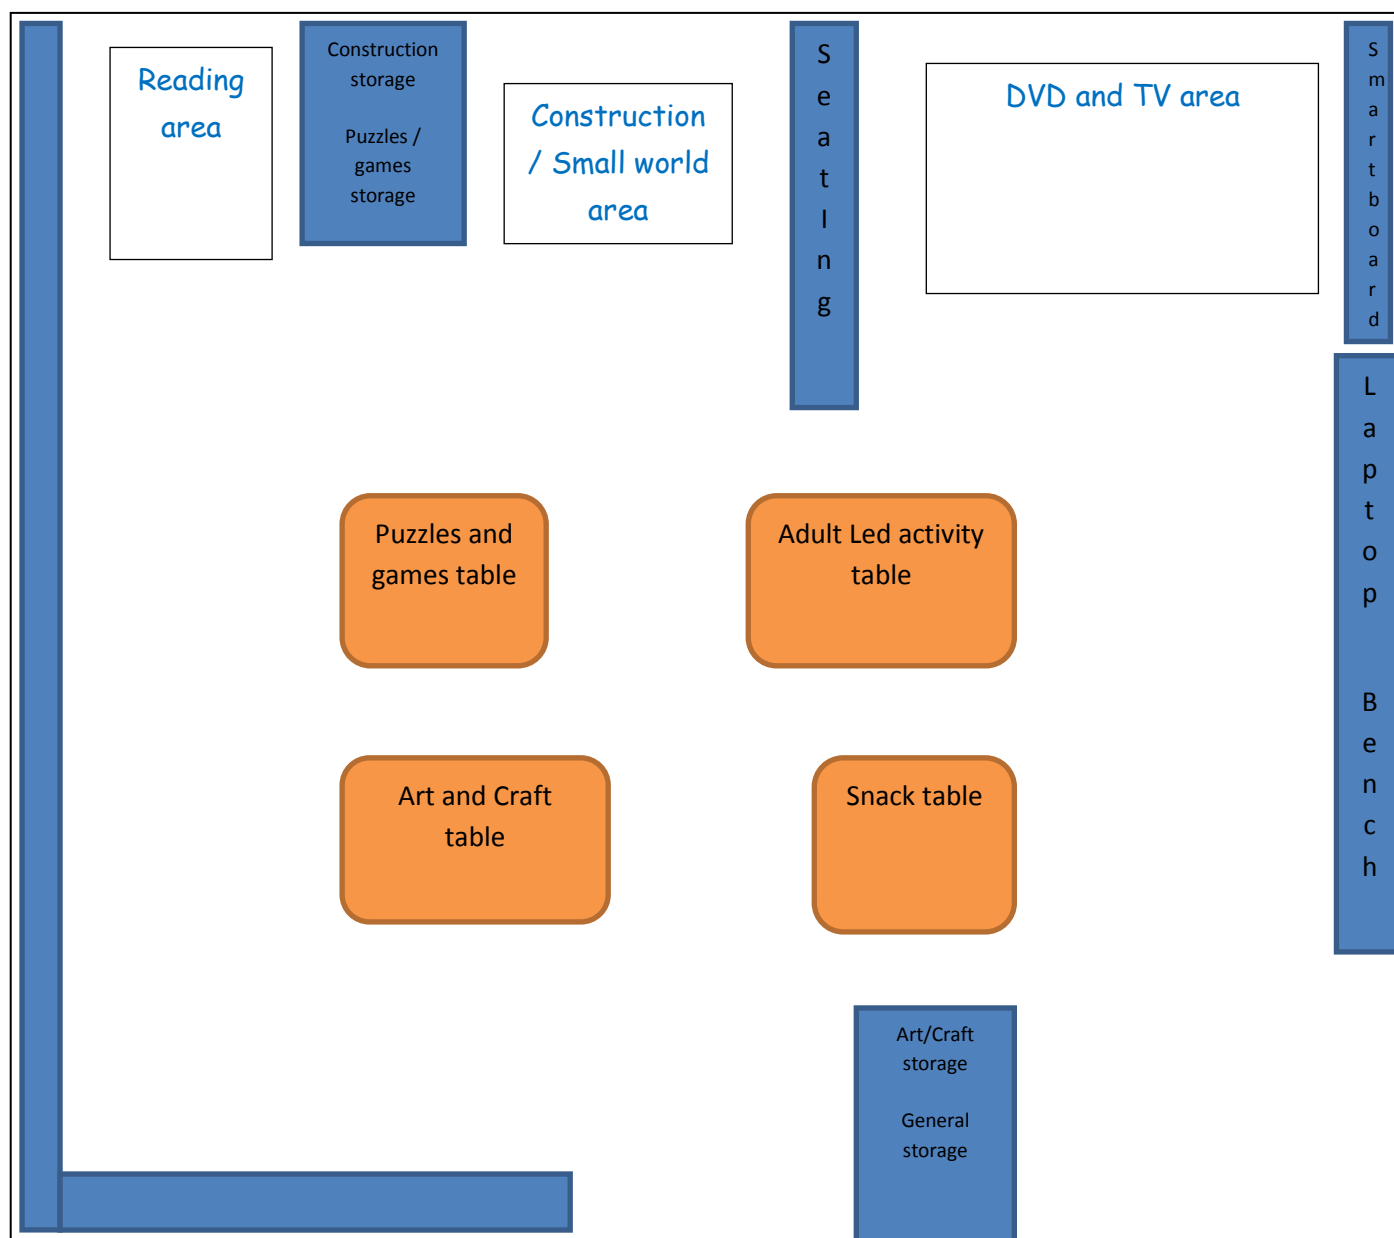 Reading
area
Construction
storage
Puzzles /
games
storage
Construction
/ Small world
area
S
e
a
t
I
n
g
DVD and TV area
S
m
a
r
t
b
o
a
r
d
L
a
p
t
o
p
B
e
n
c
h
Puzzles and
games table
Adult Led activity
table
Art and Craft
table
Snack table
Art/Craft
storage
General
storage